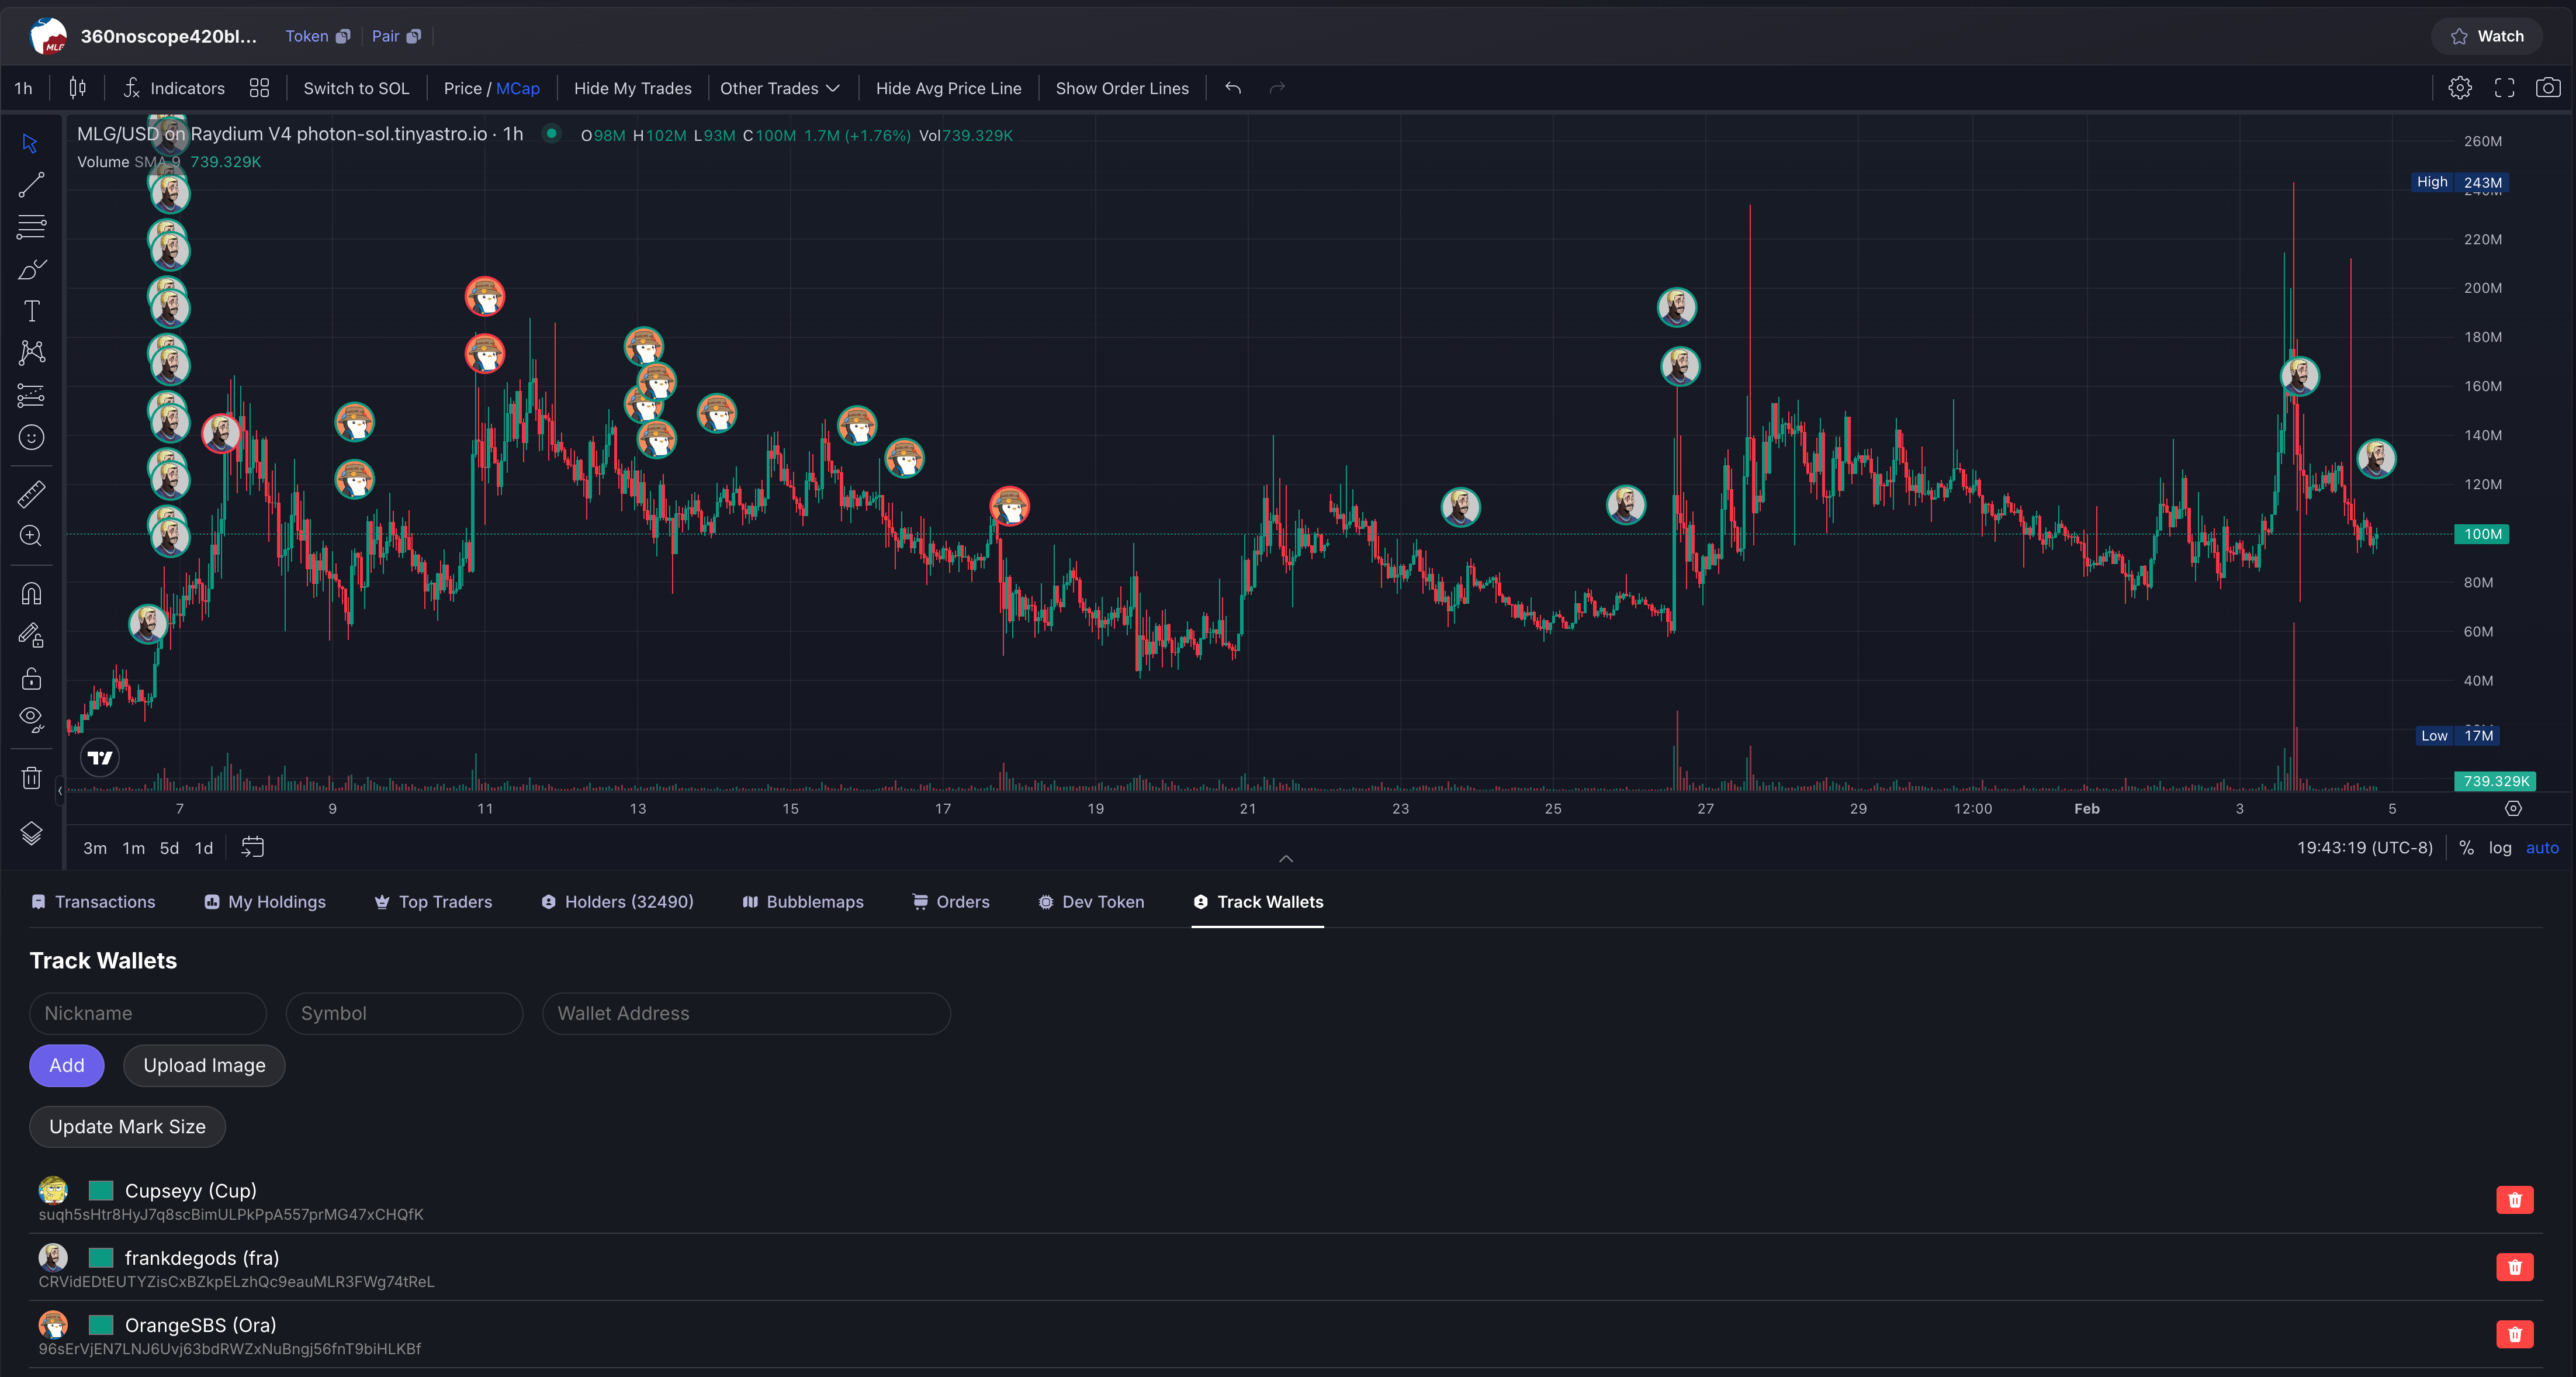 360noscope420bl... Token Pair Watch
1h Indicators Switch to SOL Price / MCap Hide My Trades Other Trades Hide Avg Price Line Show Order Lines
MLG/USD on Raydium V4 photon-sol.tinyastro.io · 1h O98M H102M L93M C100M 1.7M (+1.76%) Vol739.329K
Volume SMA 9 739.329K
260M
High 243M
220M
200M
180M
160M
140M
120M
100M
80M
60M
40M
Low 17M
739.329K
7 9 11 13 15 17 19 21 23 25 27 29 12:00 Feb 3 5
3m 1m 5d 1d 19:43:19 (UTC-8) % log auto
Transactions My Holdings Top Traders Holders (32490) Bubblemaps Orders Dev Token Track Wallets
Track Wallets
Nickname Symbol Wallet Address
Add Upload Image
Update Mark Size
Cupseyy (Cup)
suqh5sHtr8HyJ7q8scBimULPkPpA557prMG47xCHQfK
frankdegods (fra)
CRVidEDtEUTYZisCxBZkpELzhQc9eauMLR3FWg74tReL
OrangeSBS (Ora)
96sErVjEN7LNJ6Uvj63bdRWZxNuBngj56fnT9biHLKBf